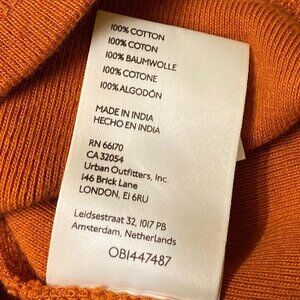 100% COTTON
100% COTON
100% BAUMWOLLE
100% COTONE
100% ALGODÓN
MADE IN INDIA
HECHO EN INDIA
RN 66170
CA 32054
Urban Outfitters, Inc.
146 Brick Lane
LONDON, E1 6RU
Leidsestraat 32, 1017 PB
Amsterdam, Netherlands
OB1447487